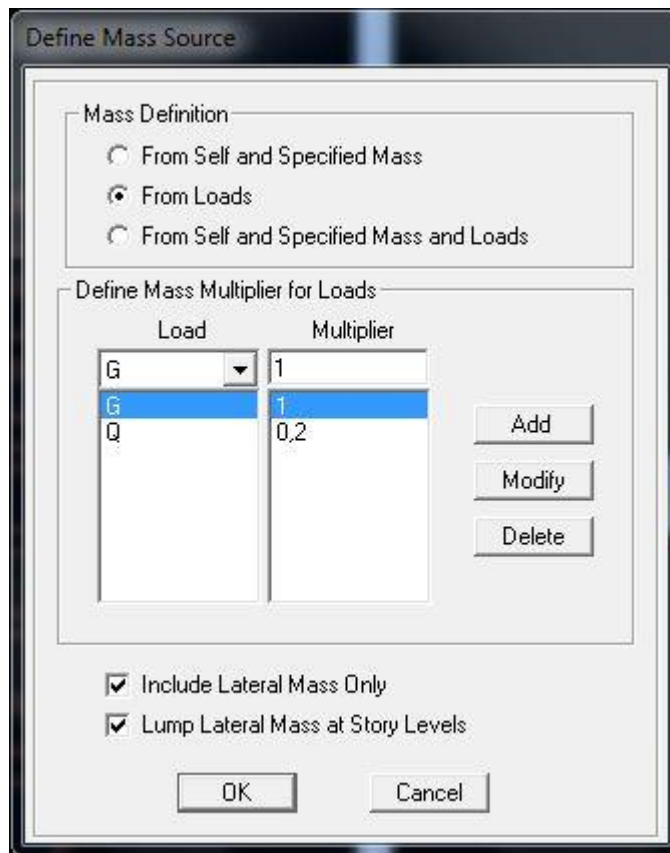 Define Mass Source
Mass Definition
From Self and Specified Mass
From Loads
From Self and Specified Mass and Loads
Define Mass Multiplier for Loads
Load Multiplier
G 1
G 1
Q 0,2
Add
Modify
Delete
Include Lateral Mass Only
Lump Lateral Mass at Story Levels
OK Cancel